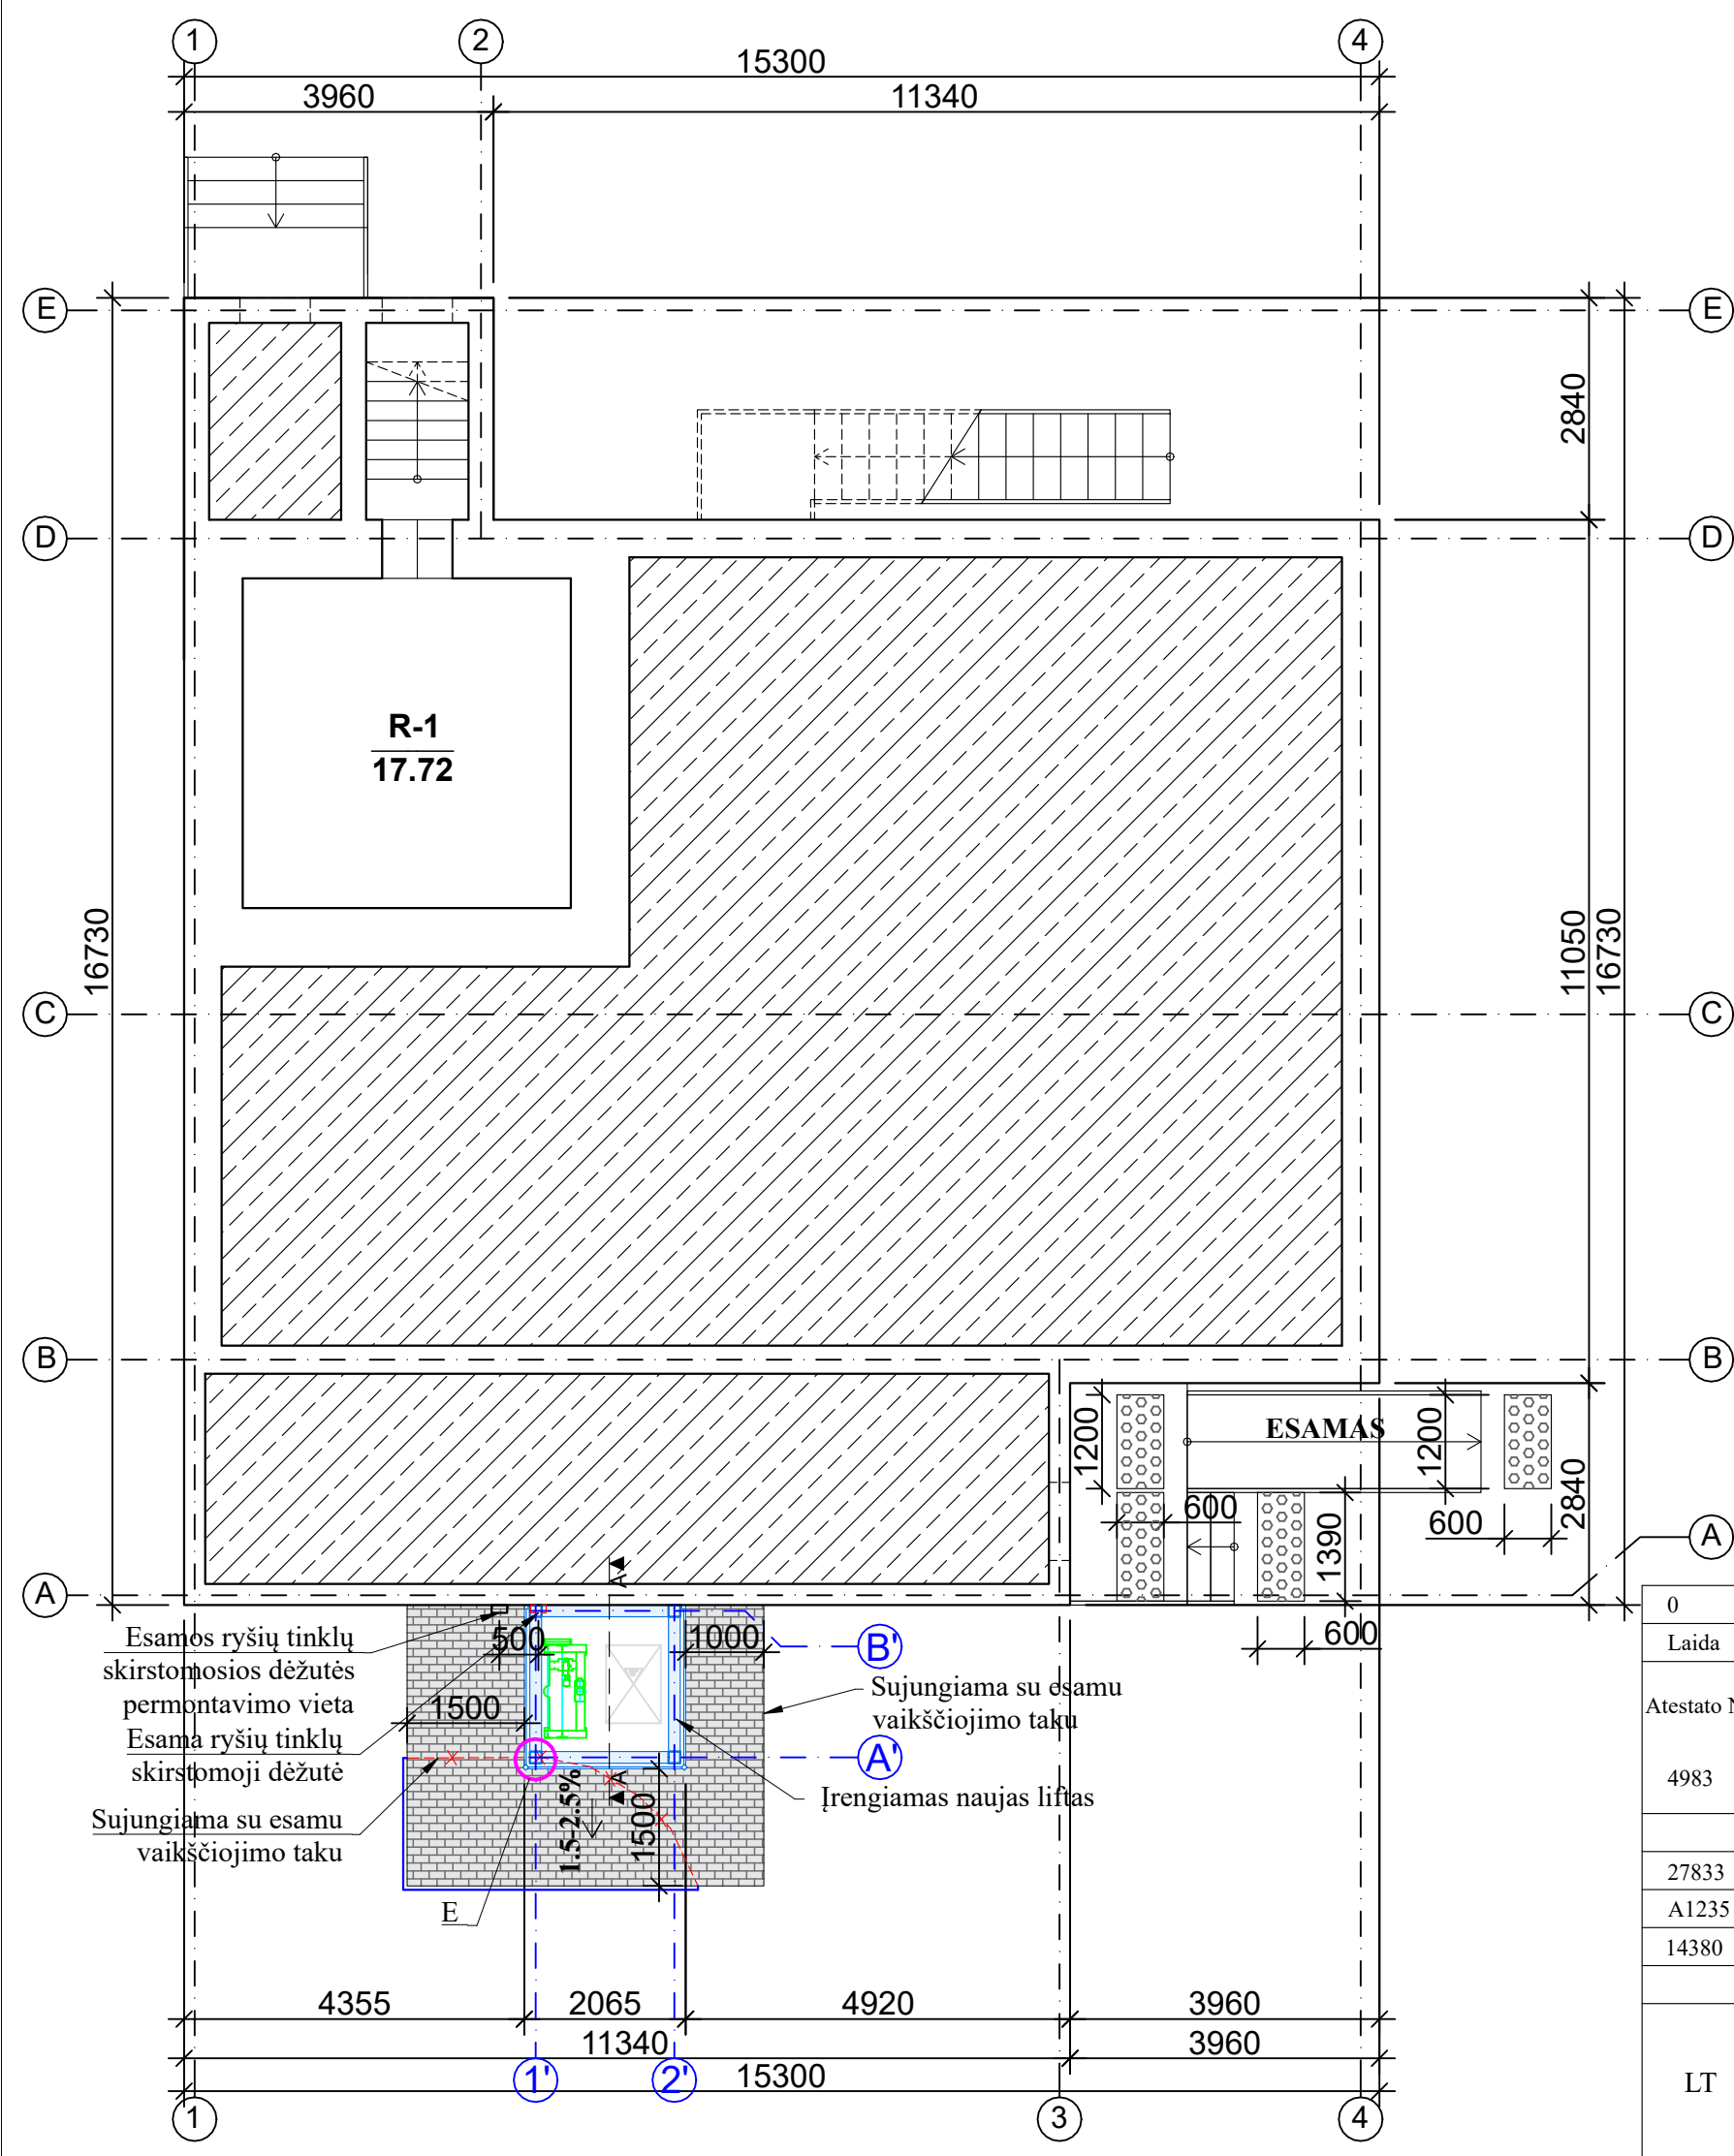 1
2
4
15300
3960
11340
E
E
2840
D
D
R-1
17.72
16730
11050
16730
C
C
B
B
1200
ESAMAS
1200
2840
600
600
1390
A
A
A
600
Esamos ryšių tinklų
skirstomosios dėžutės
permontavimo vieta
Esama ryšių tinklų
skirstomoji dėžutė
Sujungiama su esamu
vaikščiojimo taku
500
1000
B'
Sujungiama su esamu
vaikščiojimo taku
1500
A'
Įrengiamas naujas liftas
A
1.5-2.5%
1500
E
0
Laida
Atestato N
4983
27833
A1235
14380
LT
4355
2065
4920
3960
11340
3960
15300
1'
2'
1
3
4